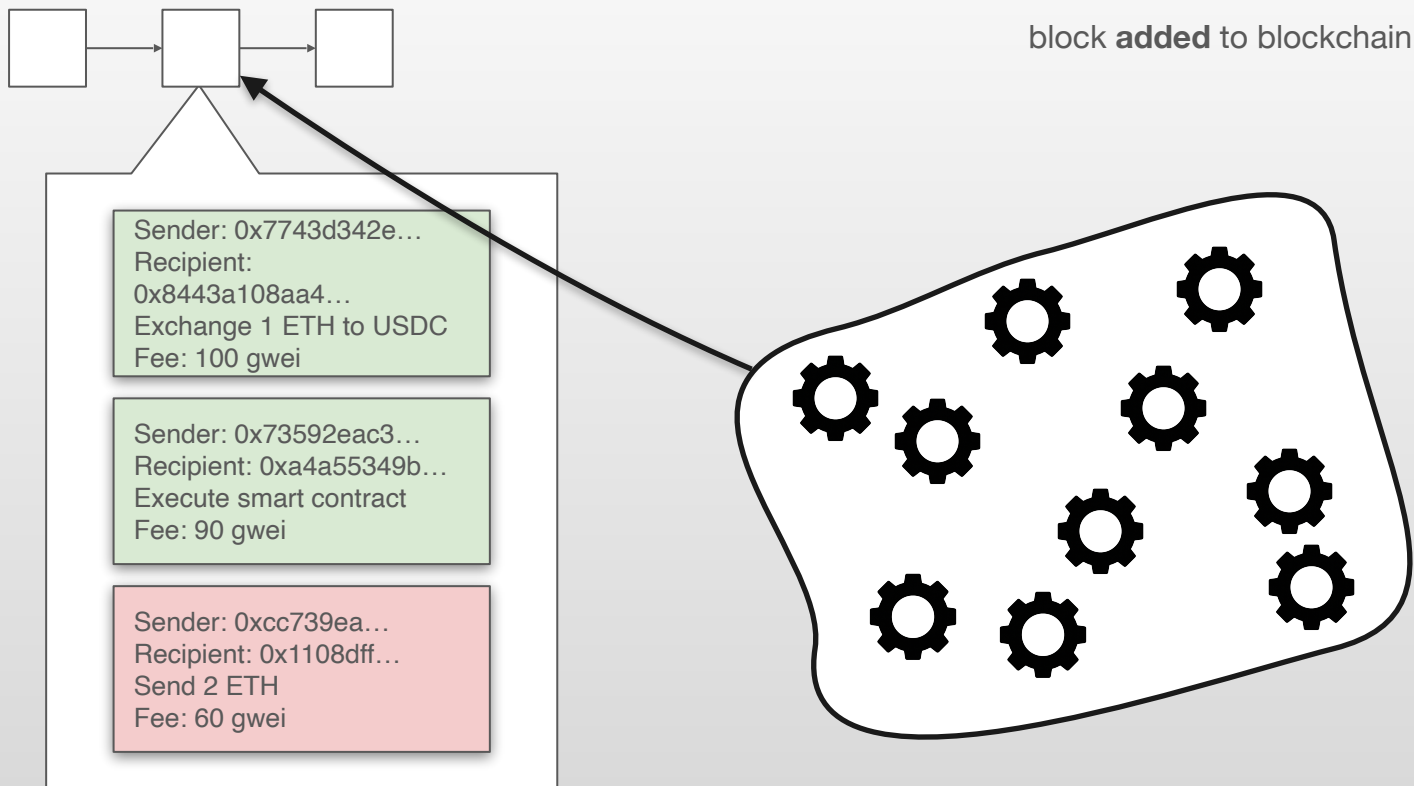 block added to blockchain
Sender: 0x7743d342e…
Recipient:
0x8443a108aa4…
Exchange 1 ETH to USDC
Fee: 100 gwei
Sender: 0x73592eac3…
Recipient: 0xa4a55349b…
Execute smart contract
Fee: 90 gwei
Sender: 0xcc739ea…
Recipient: 0x1108dff…
Send 2 ETH
Fee: 60 gwei